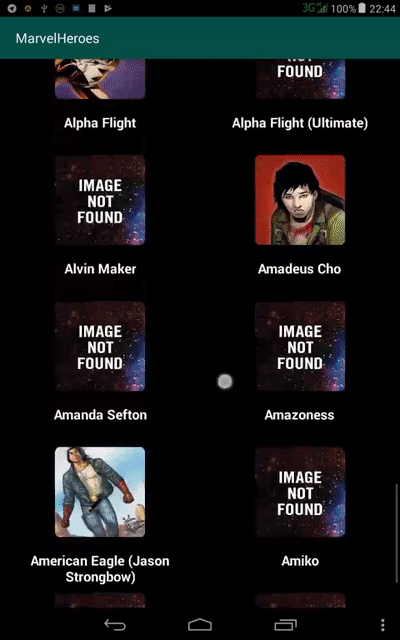 3G 100% 22:44
MarvelHeroes
NOT
FOUND
Alpha Flight
Alpha Flight (Ultimate)
IMAGE
NOT
FOUND
Alvin Maker
Amadeus Cho
IMAGE
NOT
FOUND
IMAGE
NOT
FOUND
Amanda Sefton
Amazoness
IMAGE
NOT
FOUND
American Eagle (Jason
Strongbow)
Amiko